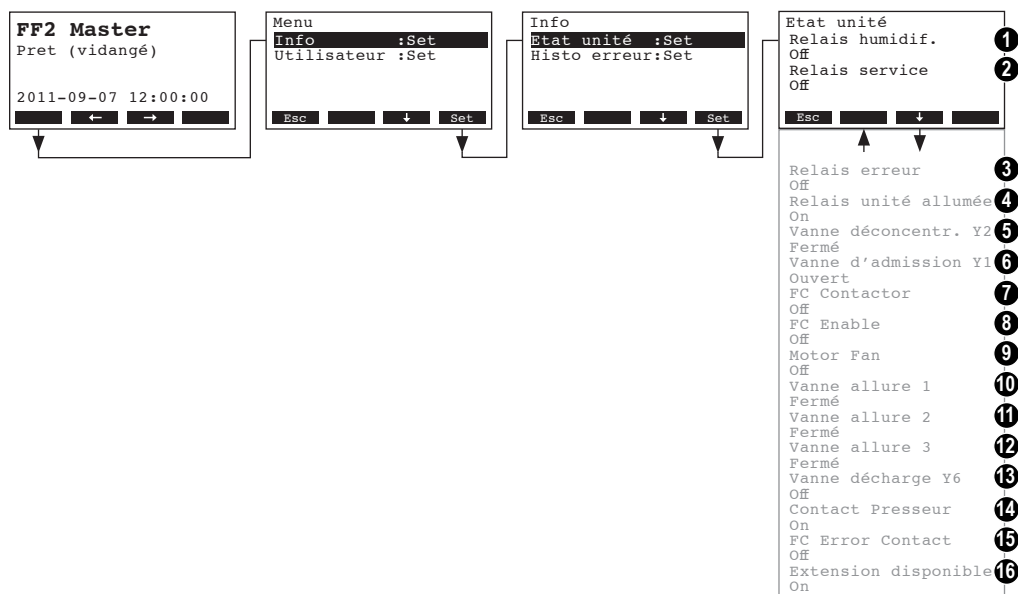 FF2 Master
Pret (vidangé)
2011-09-07 12:00:00
← →
Menu
Info :Set
Utilisateur :Set
Esc ↓ Set
Info
Etat unité :Set
Histo erreur:Set
Esc ↓ Set
Etat unité
Relais humidif. 1
Off
Relais service 2
Off
Esc ↓
Relais erreur 3
Off
Relais unité allumée 4
On
Vanne déconcentr. Y2 5
Fermé
Vanne d'admission Y1 6
Ouvert
FC Contactor 7
Off
FC Enable 8
Off
Motor Fan 9
Off
Vanne allure 1 10
Fermé
Vanne allure 2 11
Fermé
Vanne allure 3 12
Fermé
Vanne décharge Y6 13
Off
Contact Presseur 14
On
FC Error Contact 15
Off
Extension disponible 16
On